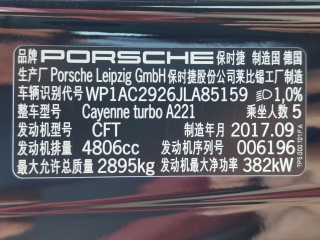 品牌 PORSCHE 保时捷 制造国 德国
生产厂 Porsche Leipzig GmbH 保时捷股份公司莱比锡工厂制造
车辆识别代号 WP1AC2926JLA85159 1,0%
整车型号 Cayenne turbo A221 乘坐人数 5
发动机型号 CFT 制造年月 2017.09
发动机排量 4806cc 发动机序列号 006196
最大允许总质量 2895kg 最大净功率 382kW